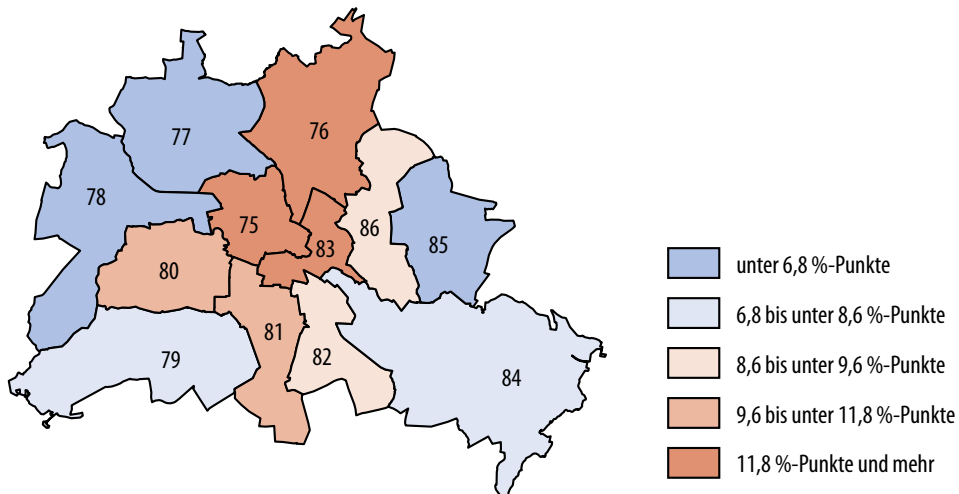 76
77
78
75
86
83
85
80
81
82
79
84
unter 6,8 %-Punkte
6,8 bis unter 8,6 %-Punkte
8,6 bis unter 9,6 %-Punkte
9,6 bis unter 11,8 %-Punkte
11,8 %-Punkte und mehr